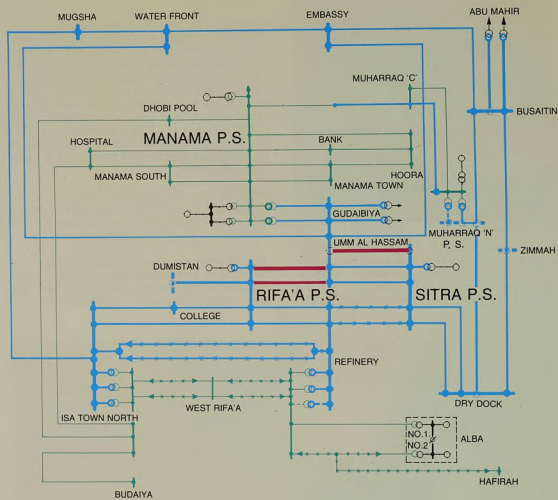 MUGSHA
WATER FRONT
EMBASSY
ABU MAHIR
MUHARRAQ 'C'
DHOBI POOL
BUSAITIN
MANAMA P.S.
HOSPITAL
BANK
MANAMA SOUTH
HOORA
MANAMA TOWN
GUDAIBIYA
MUHARRAQ 'N'
P, S.
UMM AL HASSAM
ZIMMAH
DUMISTAN
RIFA'A P.S.
SITRA P.S.
COLLEGE
REFINERY
ISA TOWN NORTH
WEST RIFA'A
DRY DOCK
NO.1
NO.2
ALBA
HAFIRAH
BUDAIYA